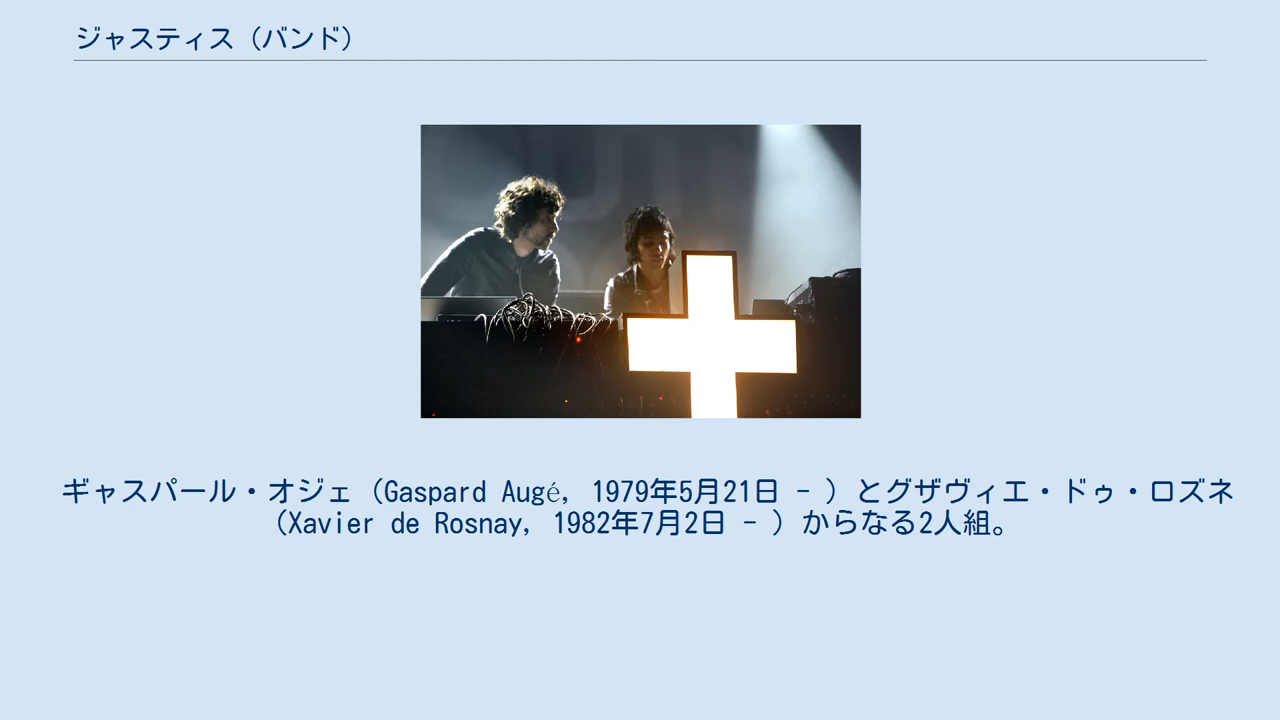 ジャスティス（バンド）
ギャスパール・オジェ（Gaspard Augé, 1979年5月21日 - ）とグザヴィエ・ドゥ・ロズネ
（Xavier de Rosnay, 1982年7月2日 - ）からなる2人組。